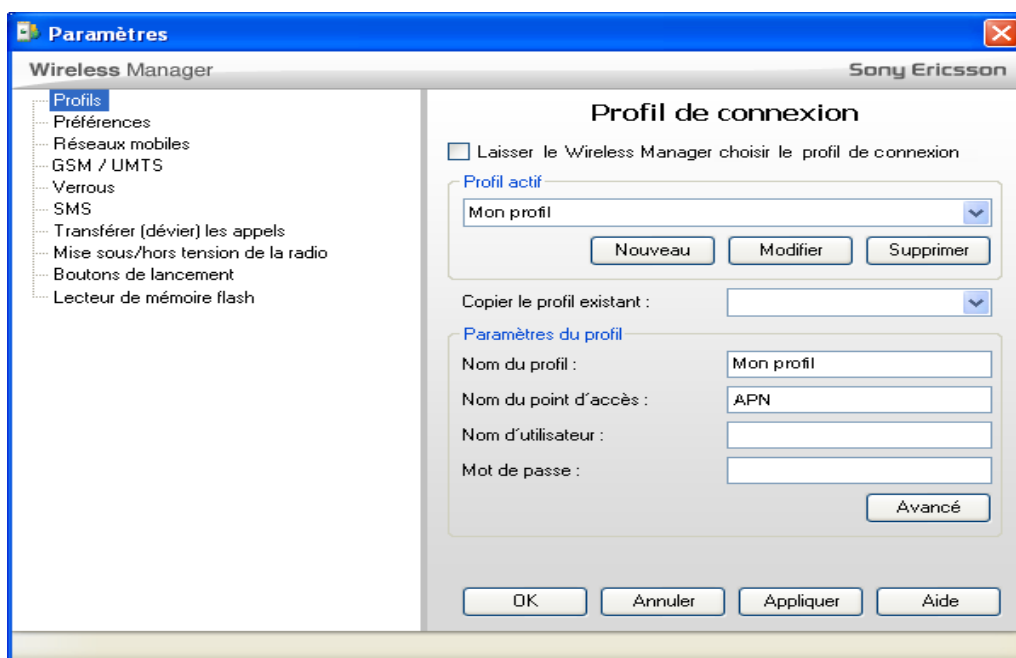 Paramètres
Wireless Manager
Sony Ericsson
Profils
Préférences
Réseaux mobiles
GSM / UMTS
Verrous
SMS
Transférer (dévier) les appels
Mise sous/hors tension de la radio
Boutons de lancement
Lecteur de mémoire flash
Profil de connexion
Laisser le Wireless Manager choisir le profil de connexion
Profil actif
Mon profil
Nouveau
Modifier
Supprimer
Copier le profil existant :
Paramètres du profil
Nom du profil :
Mon profil
Nom du point d´accès :
APN
Nom d´utilisateur :
Mot de passe :
Avancé
OK
Annuler
Appliquer
Aide